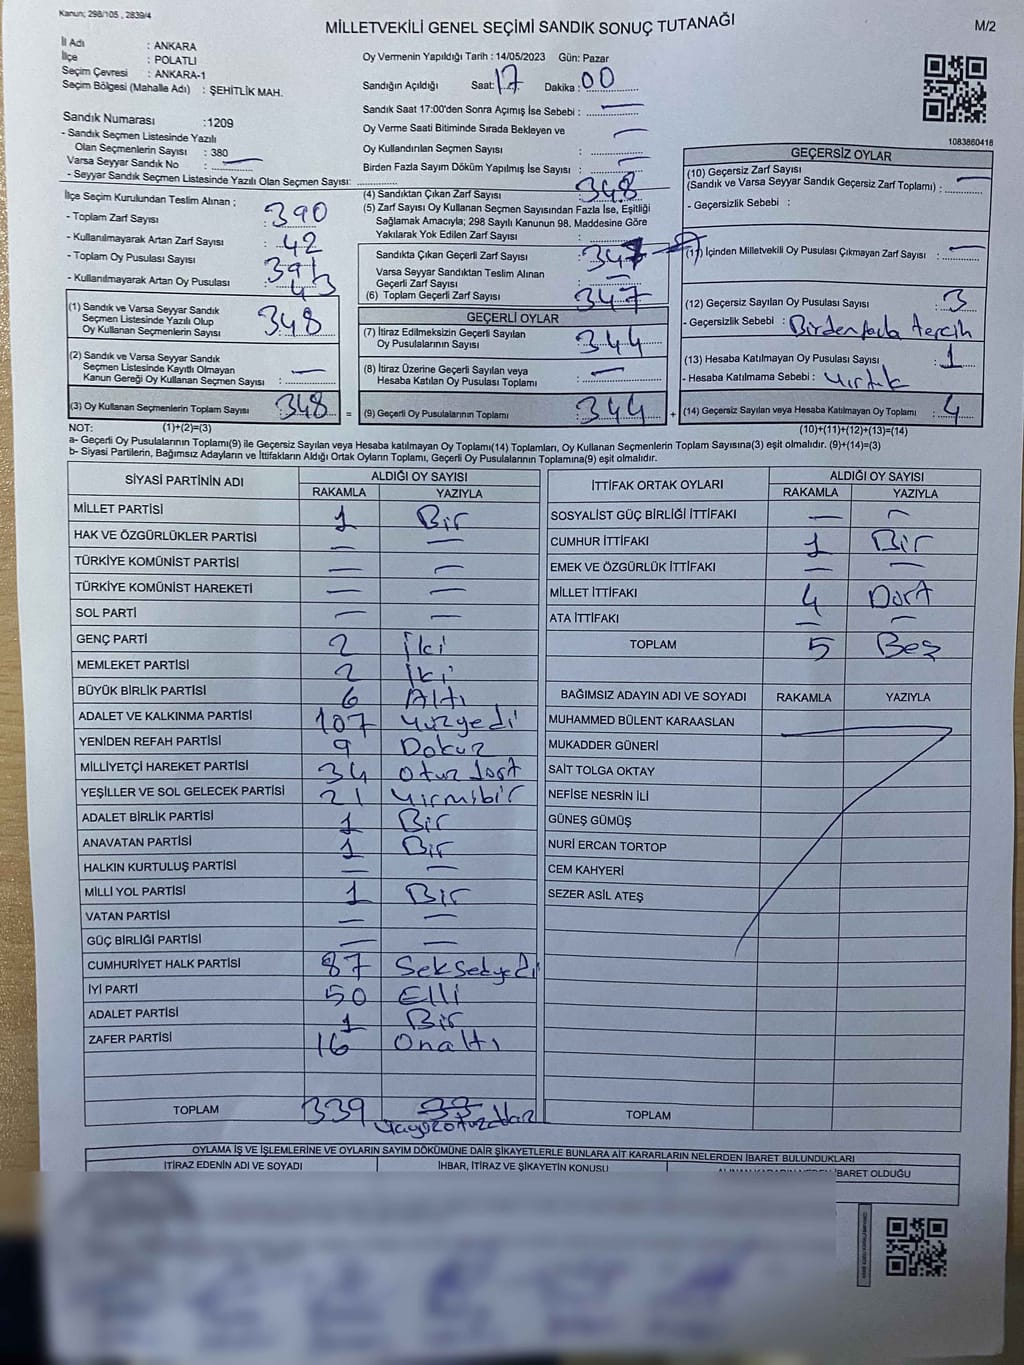 Kanun; 298/105 , 2839/4
MİLLETVEKİLİ GENEL SEÇİMİ SANDIK SONUÇ TUTANAĞI
M/2
İl Adı : ANKARA
İlçe : POLATLI
Seçim Çevresi : ANKARA-1
Seçim Bölgesi (Mahalle Adı) : ŞEHİTLİK MAH.
Sandık Numarası :1209
- Sandık Seçmen Listesinde Yazılı
Olan Seçmenlerin Sayısı : 380
Varsa Seyyar Sandık No : —
- Seyyar Sandık Seçmen Listesinde Yazılı Olan Seçmen Sayısı:
Oy Vermenin Yapıldığı Tarih : 14/05/2023 Gün: Pazar
Sandığın Açıldığı Saat: 17 Dakika : 00
Sandık Saat 17:00'den Sonra Açımış İse Sebebi : —
Oy Verme Saati Bitiminde Sırada Bekleyen ve
Oy Kullandırılan Seçmen Sayısı : —
Birden Fazla Sayım Döküm Yapılmış İse Sayısı : —
1083860416
İlçe Seçim Kurulundan Teslim Alınan ;
- Toplam Zarf Sayısı : 390
- Kullanılmayarak Artan Zarf Sayısı : 42
- Toplam Oy Pusulası Sayısı : 391
- Kullanılmayarak Artan Oy Pusulası : 43
(1) Sandık ve Varsa Seyyar Sandık
Seçmen Listesinde Yazılı Olup
Oy Kullanan Seçmenlerin Sayısı : 348
(2) Sandık ve Varsa Seyyar Sandık
Seçmen Listesinde Kayıtlı Olmayan
Kanun Gereği Oy Kullanan Seçmen Sayısı : —
(3) Oy Kullanan Seçmenlerin Toplam Sayısı : 348
(4) Sandıktan Çıkan Zarf Sayısı : 348
(5) Zarf Sayısı Oy Kullanan Seçmen Sayısından Fazla İse, Eşitliği
Sağlamak Amacıyla; 298 Sayılı Kanunun 98. Maddesine Göre
Yakılarak Yok Edilen Zarf Sayısı :
Sandıkta Çıkan Geçerli Zarf Sayısı : 347
Varsa Seyyar Sandıktan Teslim Alınan
Geçerli Zarf Sayısı : —
(6) Toplam Geçerli Zarf Sayısı : 347
GEÇERLİ OYLAR
(7) İtiraz Edilmeksizin Geçerli Sayılan
Oy Pusulalarının Sayısı : 344
(8) İtiraz Üzerine Geçerli Sayılan veya
Hesaba Katılan Oy Pusulası Toplamı : —
= (9) Geçerli Oy Pusulalarının Toplamı : 344
GEÇERSİZ OYLAR
(10) Geçersiz Zarf Sayısı
(Sandık ve Varsa Seyyar Sandık Geçersiz Zarf Toplamı) : —
- Geçersizlik Sebebi :
(11) İçinden Milletvekili Oy Pusulası Çıkmayan Zarf Sayısı : —
(12) Geçersiz Sayılan Oy Pusulası Sayısı : 3
- Geçersizlik Sebebi : Birden fazla tercih
(13) Hesaba Katılmayan Oy Pusulası Sayısı : 1
- Hesaba Katılmama Sebebi : Yırtık
+ (14) Geçersiz Sayılan veya Hesaba Katılmayan Oy Toplamı : 4
NOT: (1)+(2)=(3)
(10)+(11)+(12)+(13)=(14)
a- Geçerli Oy Pusulalarının Toplamı(9) ile Geçersiz Sayılan veya Hesaba katılmayan Oy Toplamı(14) Toplamları, Oy Kullanan Seçmenlerin Toplam Sayısına(3) eşit olmalıdır. (9)+(14)=(3)
b- Siyasi Partilerin, Bağımsız Adayların ve İttifakların Aldığı Ortak Oyların Toplamı, Geçerli Oy Pusulalarının Toplamına(9) eşit olmalıdır.
SİYASİ PARTİNİN ADI ALDIĞI OY SAYISI
RAKAMLA YAZIYLA
MİLLET PARTİSİ 1 Bir
HAK VE ÖZGÜRLÜKLER PARTİSİ — —
TÜRKİYE KOMÜNİST PARTİSİ — —
TÜRKİYE KOMÜNİST HAREKETİ — —
SOL PARTİ — —
GENÇ PARTİ 2 İki
MEMLEKET PARTİSİ 2 İki
BÜYÜK BİRLİK PARTİSİ 6 Altı
ADALET VE KALKINMA PARTİSİ 107 Yüzyedi
YENİDEN REFAH PARTİSİ 9 Dokuz
MİLLİYETÇİ HAREKET PARTİSİ 34 Otuz dört
YEŞİLLER VE SOL GELECEK PARTİSİ 21 Yirmibir
ADALET BİRLİK PARTİSİ 1 Bir
ANAVATAN PARTİSİ 1 Bir
HALKIN KURTULUŞ PARTİSİ — —
MİLLİ YOL PARTİSİ 1 Bir
VATAN PARTİSİ — —
GÜÇ BİRLİĞİ PARTİSİ — —
CUMHURİYET HALK PARTİSİ 87 Seksenyedi
İYİ PARTİ 50 Elli
ADALET PARTİSİ 1 Bir
ZAFER PARTİSİ 16 Onaltı
TOPLAM 339
İTTİFAK ORTAK OYLARI ALDIĞI OY SAYISI
RAKAMLA YAZIYLA
SOSYALİST GÜÇ BİRLİĞİ İTTİFAKI — —
CUMHUR İTTİFAKI 1 Bir
EMEK VE ÖZGÜRLÜK İTTİFAKI — —
MİLLET İTTİFAKI 4 Dört
ATA İTTİFAKI — —
TOPLAM 5 Beş
BAĞIMSIZ ADAYIN ADI VE SOYADI RAKAMLA YAZIYLA
MUHAMMED BÜLENT KARAASLAN
MUKADDER GÜNERİ
SAİT TOLGA OKTAY
NEFİSE NESRİN İLİ
GÜNEŞ GÜMÜŞ
NURİ ERCAN TORTOP
CEM KAHYERİ
SEZER ASİL ATEŞ
TOPLAM
OYLAMA İŞ VE İŞLEMLERİNE VE OYLARIN SAYIM DÖKÜMÜNE DAİR ŞİKAYETLERLE BUNLARA AİT KARARLARIN NELERDEN İBARET BULUNDUKLARI
İTİRAZ EDENİN ADI VE SOYADI İHBAR, İTİRAZ VE ŞİKAYETİN KONUSU İBARET OLDUĞU